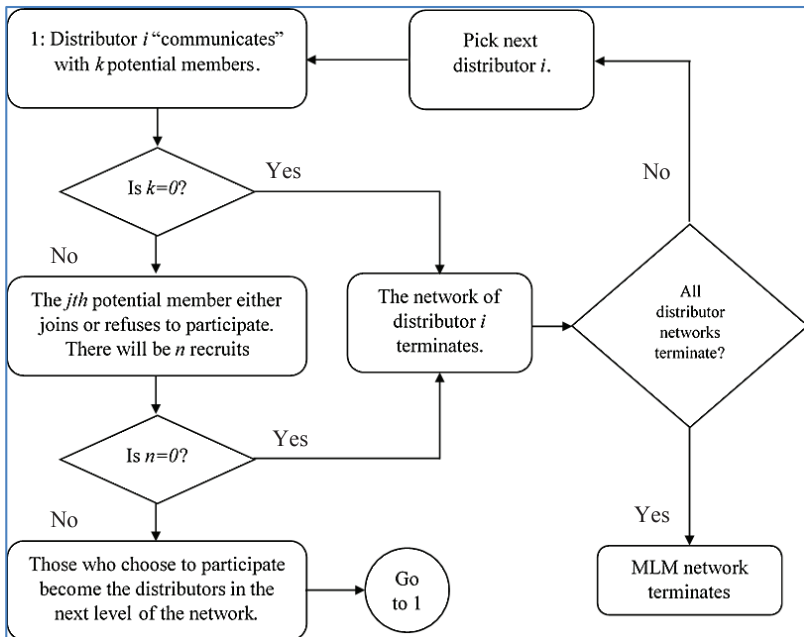 1: Distributor i “communicates”
with k potential members.
Pick next
distributor i.
Is k=0?
Yes
No
No
The jth potential member either
joins or refuses to participate.
There will be n recruits
The network of
distributor i
terminates.
All
distributor
networks
terminate?
Is n=0?
Yes
No
Yes
Those who choose to participate
become the distributors in the
next level of the network.
Go
to 1
MLM network
terminates